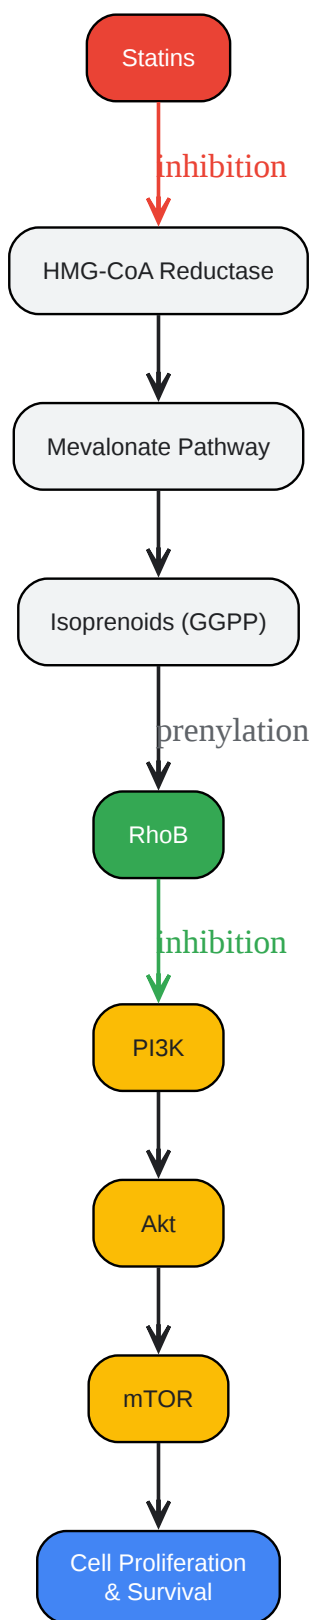 Statins
inhibition
HMG-CoA Reductase
Mevalonate Pathway
Isoprenoids (GGPP)
prenylation
RhoB
inhibition
PI3K
Akt
mTOR
Cell Proliferation
& Survival